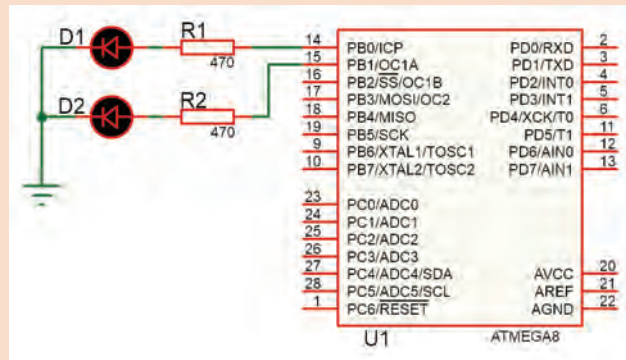 D1
R1
470
D2
R2
470
14 PB0/ICP
15 PB1/OC1A
16 PB2/SS/OC1B
17 PB3/MOSI/OC2
18 PB4/MISO
19 PB5/SCK
9 PB6/XTAL1/TOSC1
10 PB7/XTAL2/TOSC2
23 PC0/ADC0
24 PC1/ADC1
25 PC2/ADC2
26 PC3/ADC3
27 PC4/ADC4/SDA
28 PC5/ADC5/SCL
1 PC6/RESET
PD0/RXD 2
PD1/TXD 3
PD2/INT0 4
PD3/INT1 5
PD4/XCK/T0 6
PD5/T1 11
PD6/AIN0 12
PD7/AIN1 13
AVCC 20
AREF 21
AGND 22
U1
ATMEGA8